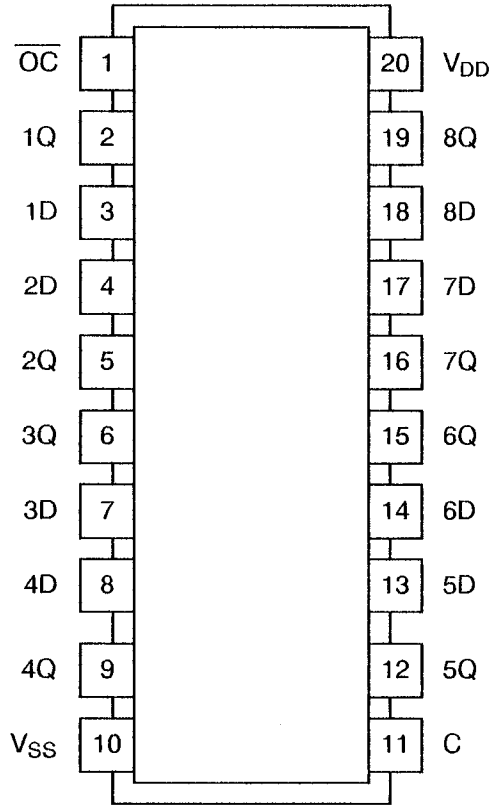 OC 1 20 VDD
1Q 2 19 8Q
1D 3 18 8D
2D 4 17 7D
2Q 5 16 7Q
3Q 6 15 6Q
3D 7 14 6D
4D 8 13 5D
4Q 9 12 5Q
VSS 10 11 C